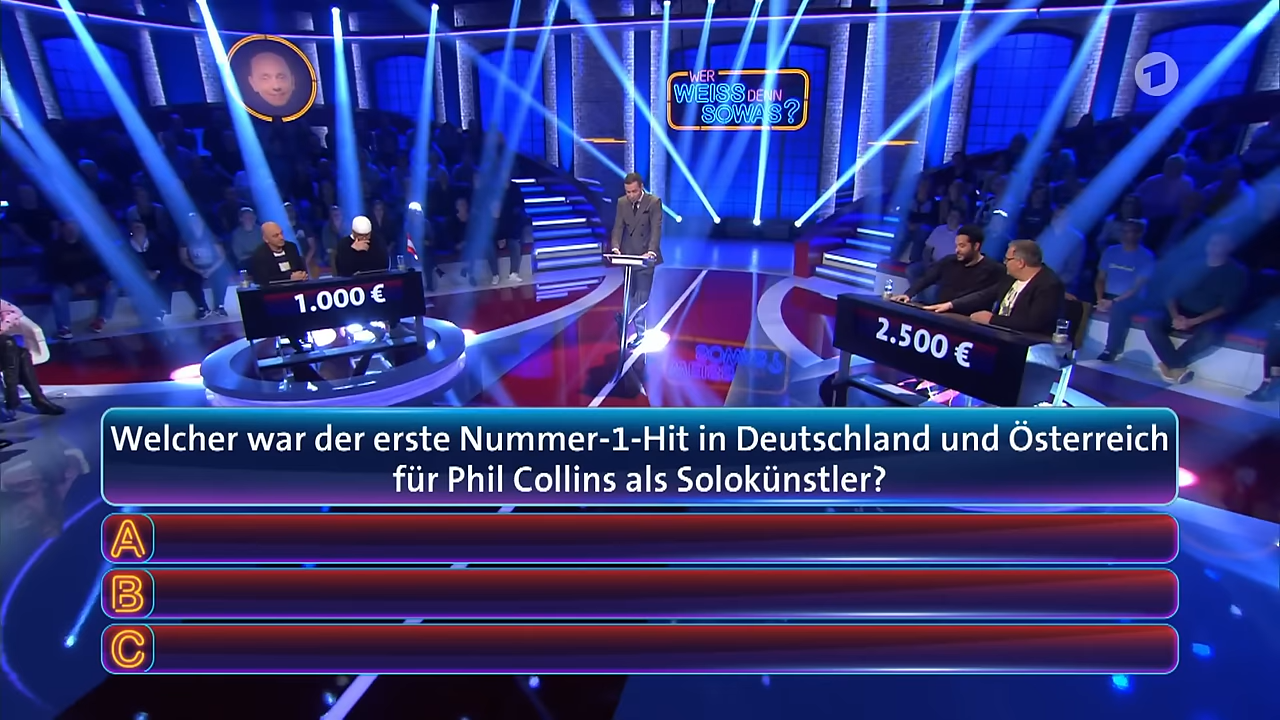 WER
WEISS DENN
SOWAS?
1
1.000 €
2.500 €
Welcher war der erste Nummer-1-Hit in Deutschland und Österreich
für Phil Collins als Solokünstler?
A
B
C